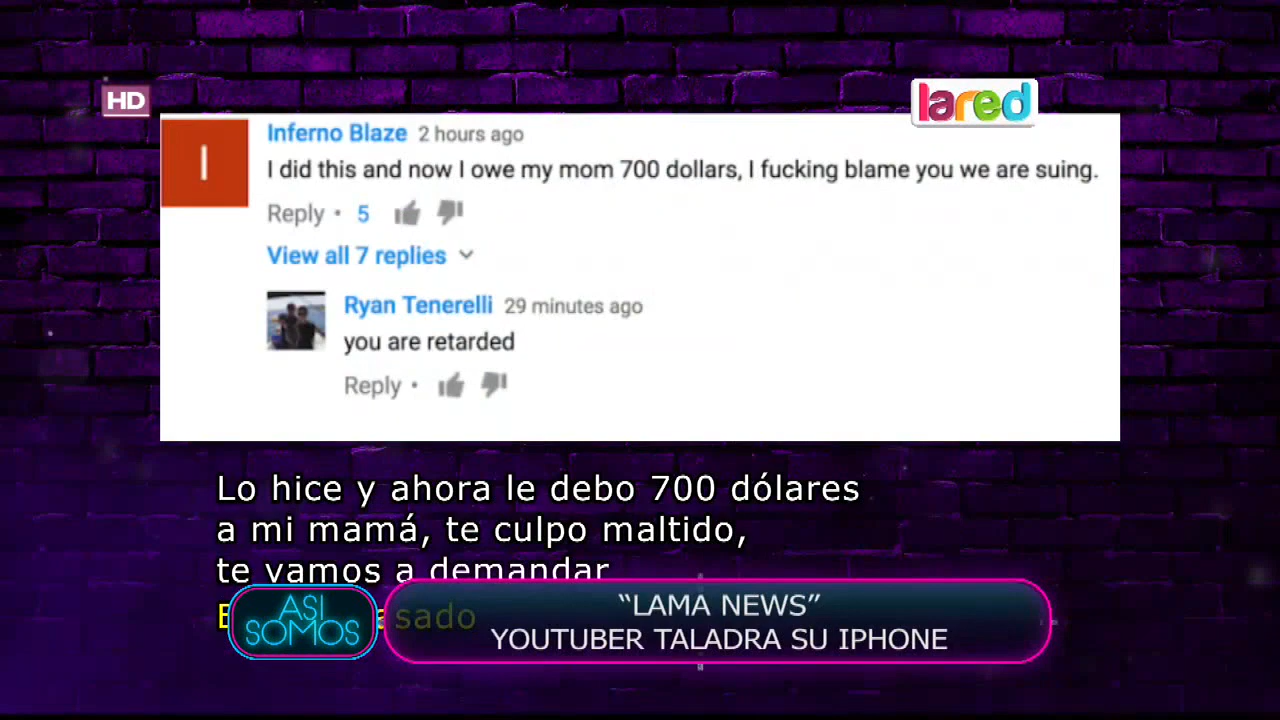 HD
lared
I
Inferno Blaze 2 hours ago
I did this and now I owe my mom 700 dollars, I fucking blame you we are suing.
Reply • 5
View all 7 replies
Ryan Tenerelli 29 minutes ago
you are retarded
Reply •
Lo hice y ahora le debo 700 dólares
a mi mamá, te culpo maltido,
te vamos a demandar
ASI
SOMOS
“LAMA NEWS”
YOUTUBER TALADRA SU IPHONE